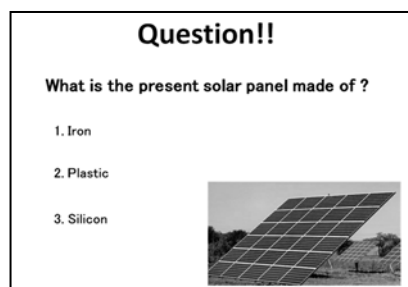 Question!!
What is the present solar panel made of ?
1. Iron
2. Plastic
3. Silicon